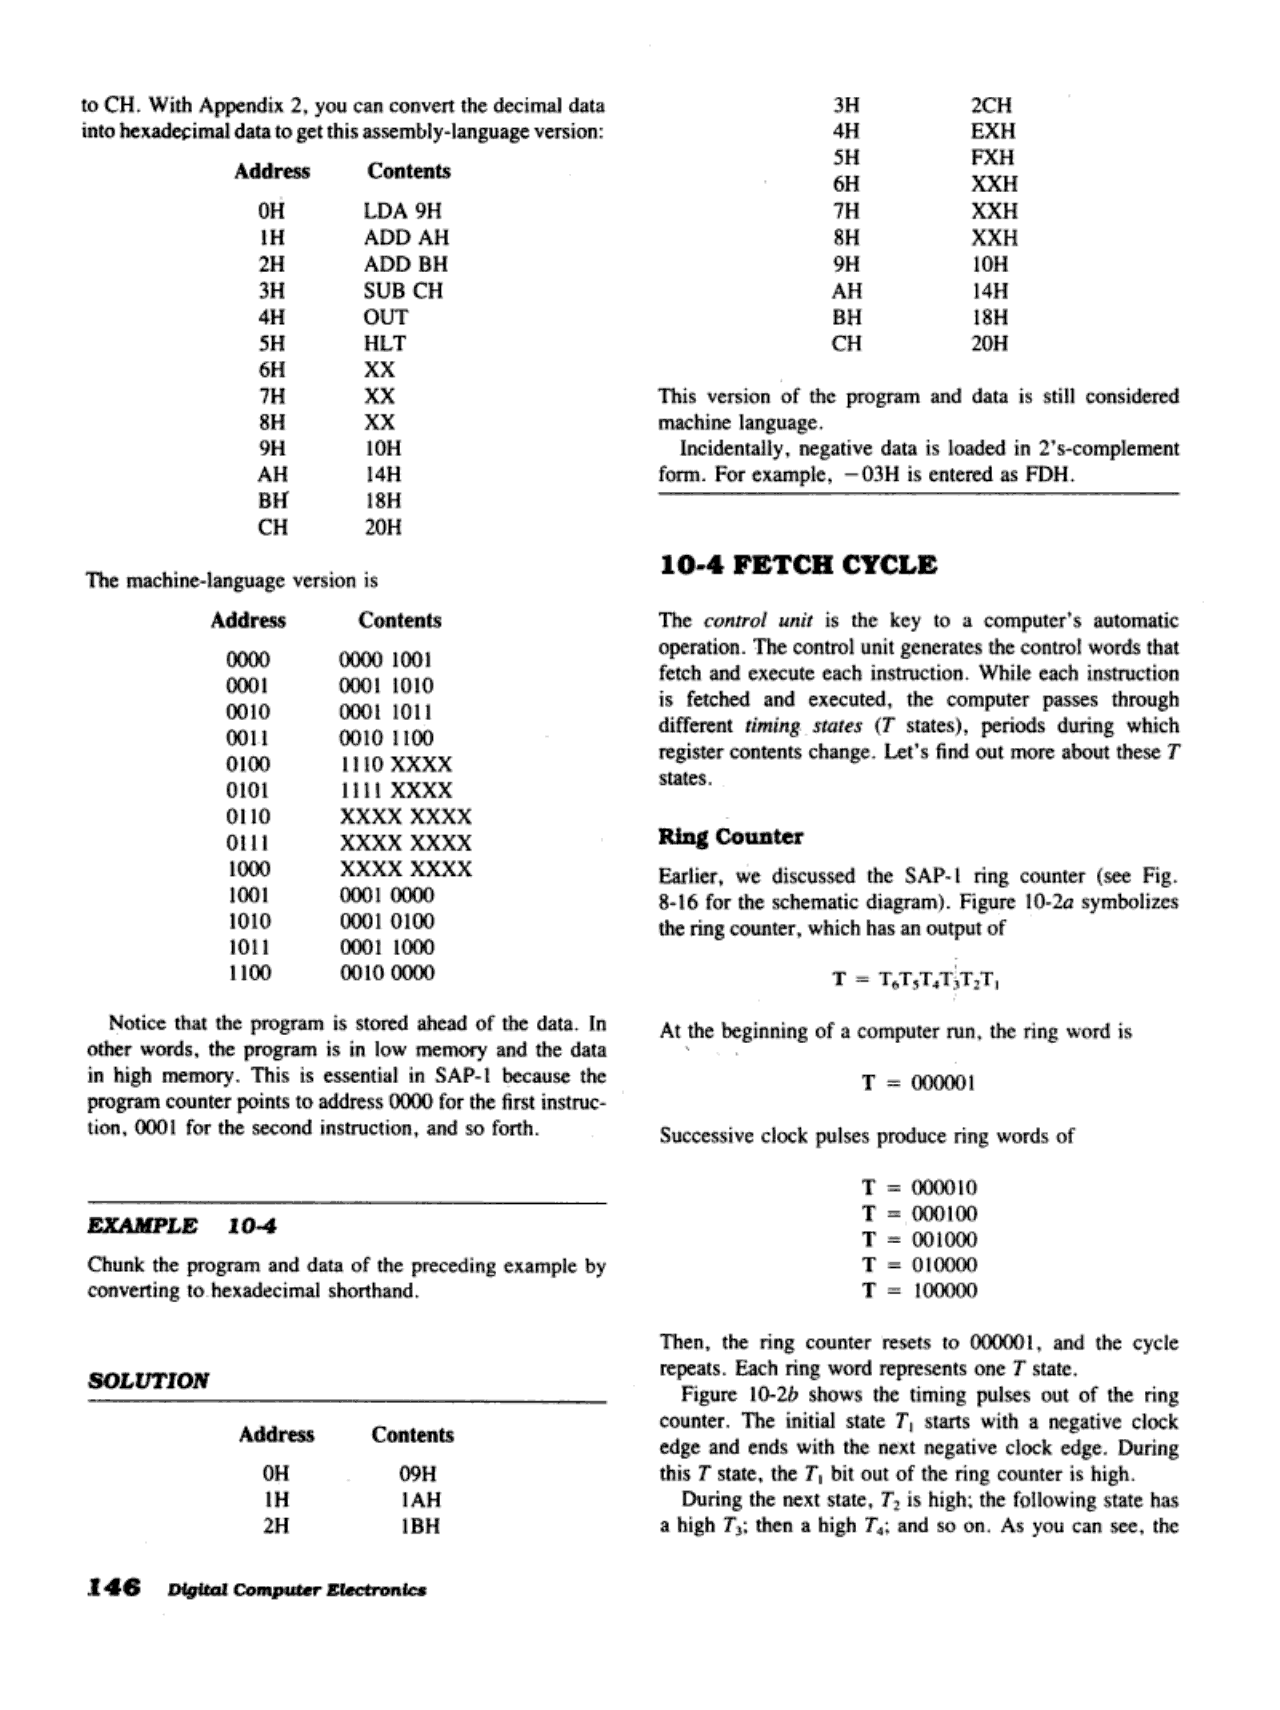 to CH. With Appendix 2, you can convert the decimal data
into hexadecimal data to get this assembly-language version:
Address Contents
0H LDA 9H
1H ADD AH
2H ADD BH
3H SUB CH
4H OUT
5H HLT
6H XX
7H XX
8H XX
9H 10H
AH 14H
BH 18H
CH 20H
The machine-language version is
Address Contents
0000 0000 1001
0001 0001 1010
0010 0001 1011
0011 0010 1100
0100 1110 XXXX
0101 1111 XXXX
0110 XXXX XXXX
0111 XXXX XXXX
1000 XXXX XXXX
1001 0001 0000
1010 0001 0100
1011 0001 1000
1100 0010 0000
Notice that the program is stored ahead of the data. In
other words, the program is in low memory and the data
in high memory. This is essential in SAP-1 because the
program counter points to address 0000 for the first instruc-
tion, 0001 for the second instruction, and so forth.
EXAMPLE 10-4
Chunk the program and data of the preceding example by
converting to hexadecimal shorthand.
SOLUTION
Address Contents
0H 09H
1H 1AH
2H 1BH
146 Digital Computer Electronics
3H 2CH
4H EXH
5H FXH
6H XXH
7H XXH
8H XXH
9H 10H
AH 14H
BH 18H
CH 20H
This version of the program and data is still considered
machine language.
Incidentally, negative data is loaded in 2's-complement
form. For example, −03H is entered as FDH.
10-4 FETCH CYCLE
The control unit is the key to a computer's automatic
operation. The control unit generates the control words that
fetch and execute each instruction. While each instruction
is fetched and executed, the computer passes through
different timing states (T states), periods during which
register contents change. Let's find out more about these T
states.
Ring Counter
Earlier, we discussed the SAP-1 ring counter (see Fig.
8-16 for the schematic diagram). Figure 10-2a symbolizes
the ring counter, which has an output of
T = T₆T₅T₄T₃T₂T₁
At the beginning of a computer run, the ring word is
T = 000001
Successive clock pulses produce ring words of
T = 000010
T = 000100
T = 001000
T = 010000
T = 100000
Then, the ring counter resets to 000001, and the cycle
repeats. Each ring word represents one T state.
Figure 10-2b shows the timing pulses out of the ring
counter. The initial state T₁ starts with a negative clock
edge and ends with the next negative clock edge. During
this T state, the T₁ bit out of the ring counter is high.
During the next state, T₂ is high; the following state has
a high T₃; then a high T₄; and so on. As you can see, the